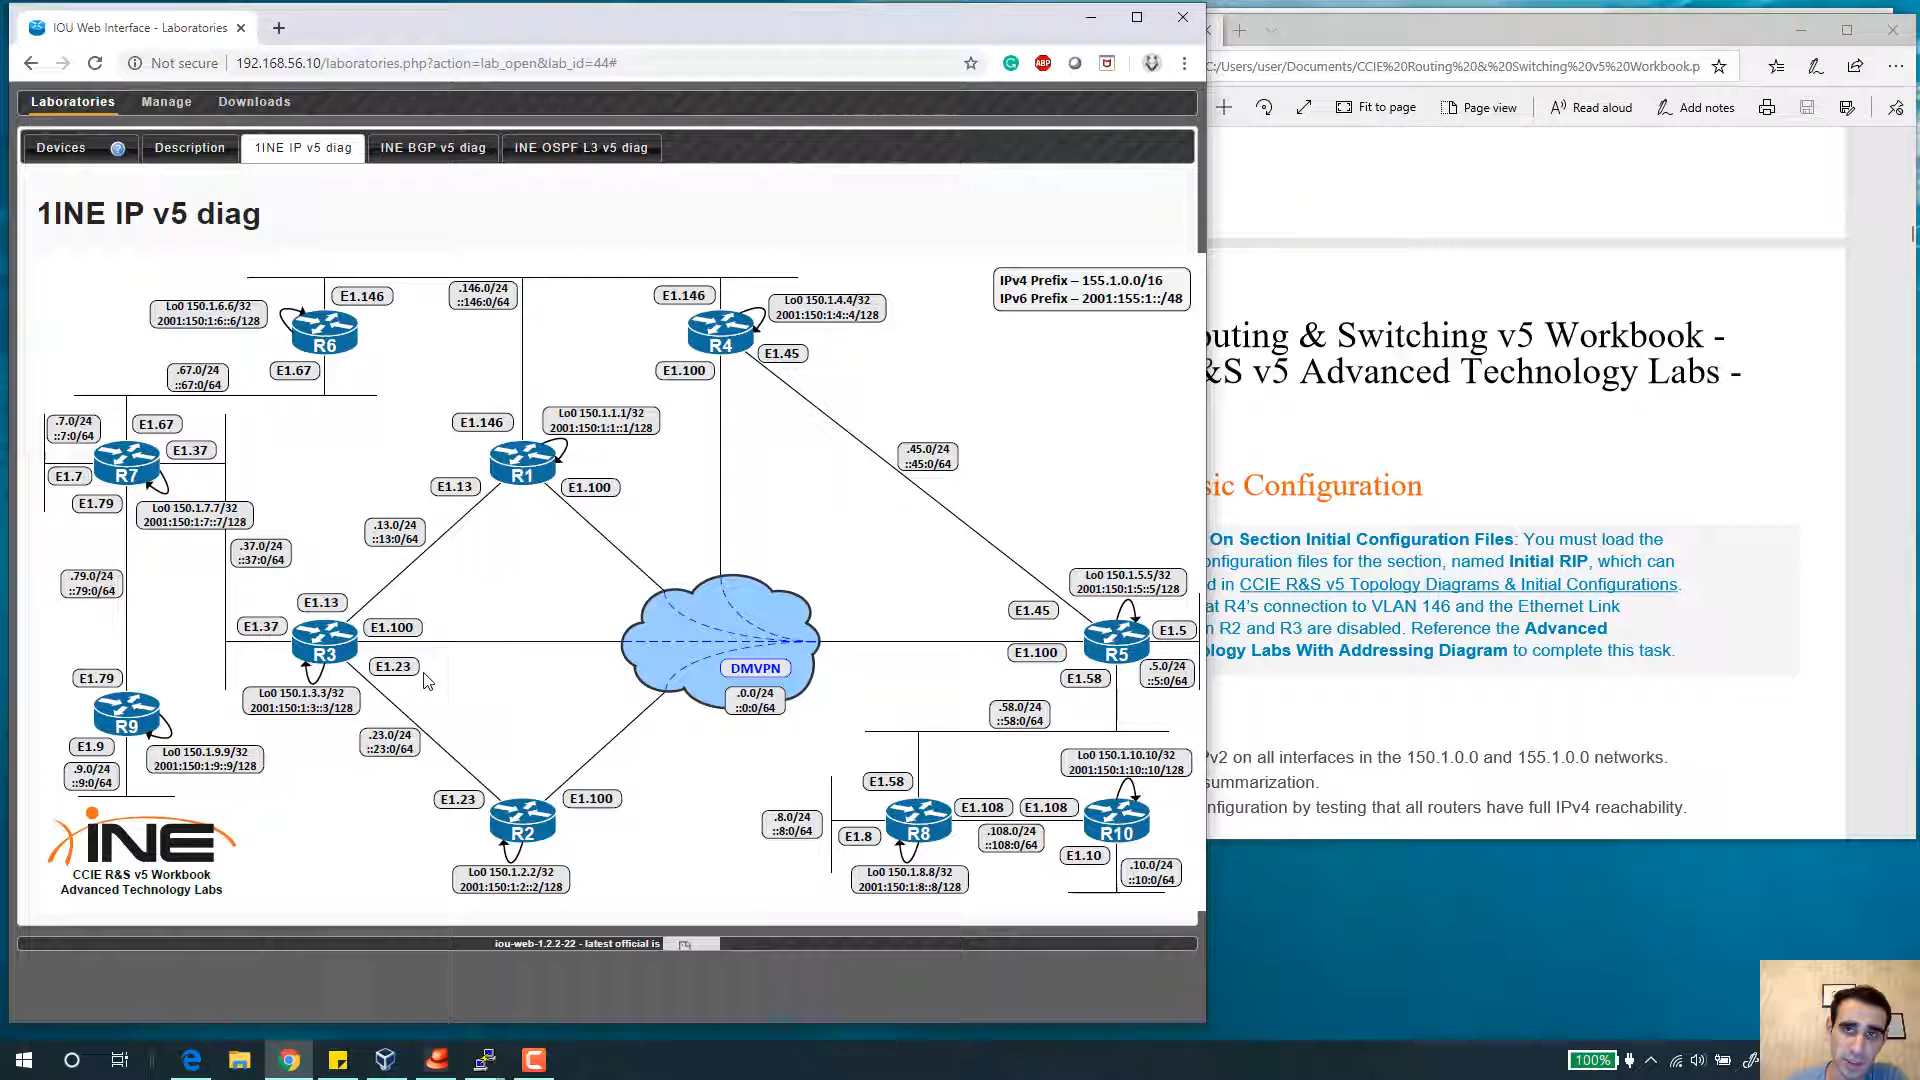 IOU Web Interface - Laboratories
Not secure
192.168.56.10/laboratories.php?action=lab_open&lab_id=44#
ABP
Laboratories
Manage
Downloads
Devices
?
Description
1INE IP v5 diag
INE BGP v5 diag
INE OSPF L3 v5 diag
1INE IP v5 diag
IPv4 Prefix – 155.1.0.0/16
IPv6 Prefix – 2001:155:1::/48
Lo0 150.1.6.6/32
2001:150:1:6::6/128
E1.146
R6
E1.67
.146.0/24
::146:0/64
E1.146
Lo0 150.1.4.4/32
2001:150:1:4::4/128
R4
E1.45
E1.100
.67.0/24
::67:0/64
.7.0/24
::7:0/64
E1.67
E1.37
R7
E1.7
E1.79
Lo0 150.1.7.7/32
2001:150:1:7::7/128
E1.146
Lo0 150.1.1.1/32
2001:150:1:1::1/128
R1
E1.13
E1.100
.45.0/24
::45:0/64
.13.0/24
::13:0/64
.37.0/24
::37:0/64
.79.0/24
::79:0/64
E1.13
E1.37
E1.100
R3
E1.23
Lo0 150.1.3.3/32
2001:150:1:3::3/128
DMVPN
.0.0/24
::0:0/64
Lo0 150.1.5.5/32
2001:150:1:5::5/128
E1.45
E1.5
E1.100
R5
E1.58
.5.0/24
::5:0/64
E1.79
R9
E1.9
.9.0/24
::9:0/64
Lo0 150.1.9.9/32
2001:150:1:9::9/128
.23.0/24
::23:0/64
E1.23
E1.100
R2
Lo0 150.1.2.2/32
2001:150:1:2::2/128
.58.0/24
::58:0/64
Lo0 150.1.10.10/32
2001:150:1:10::10/128
E1.58
E1.108
E1.108
R8
R10
.8.0/24
::8:0/64
E1.8
.108.0/24
::108:0/64
E1.10
.10.0/24
::10:0/64
Lo0 150.1.8.8/32
2001:150:1:8::8/128
iNE
CCIE R&S v5 Workbook
Advanced Technology Labs
iou-web-1.2.2-22 - latest official is
C:/Users/user/Documents/CCIE%20Routing%20&%20Switching%20v5%20Workbook.p
Fit to page
Page view
Read aloud
Add notes
outing & Switching v5 Workbook -
&S v5 Advanced Technology Labs -
sic Configuration
On Section Initial Configuration Files: You must load the
onfiguration files for the section, named Initial RIP, which can
d in CCIE R&S v5 Topology Diagrams & Initial Configurations.
at R4's connection to VLAN 146 and the Ethernet Link
n R2 and R3 are disabled. Reference the Advanced
logy Labs With Addressing Diagram to complete this task.
Pv2 on all interfaces in the 150.1.0.0 and 155.1.0.0 networks.
summarization.
nfiguration by testing that all routers have full IPv4 reachability.
100%